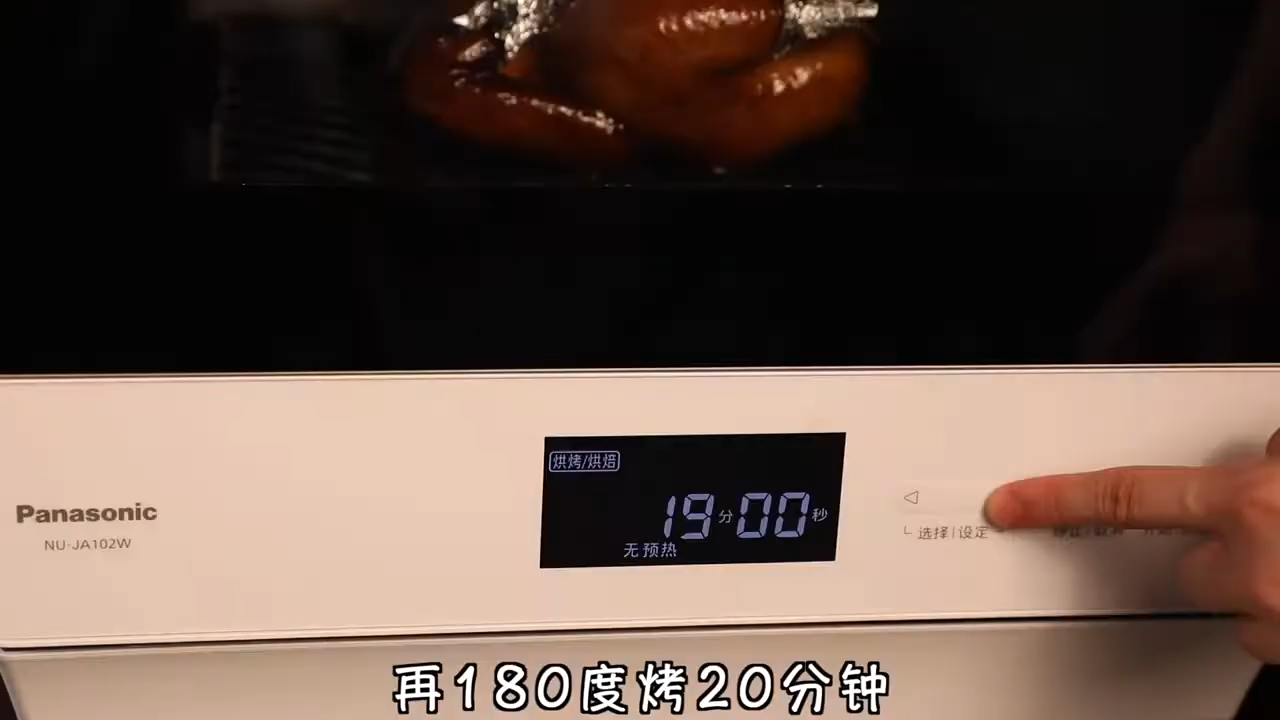 烘烤/烘焙
19分00秒
无预热
Panasonic
NU-JA102W
◁
选择/设定
再180度烤20分钟